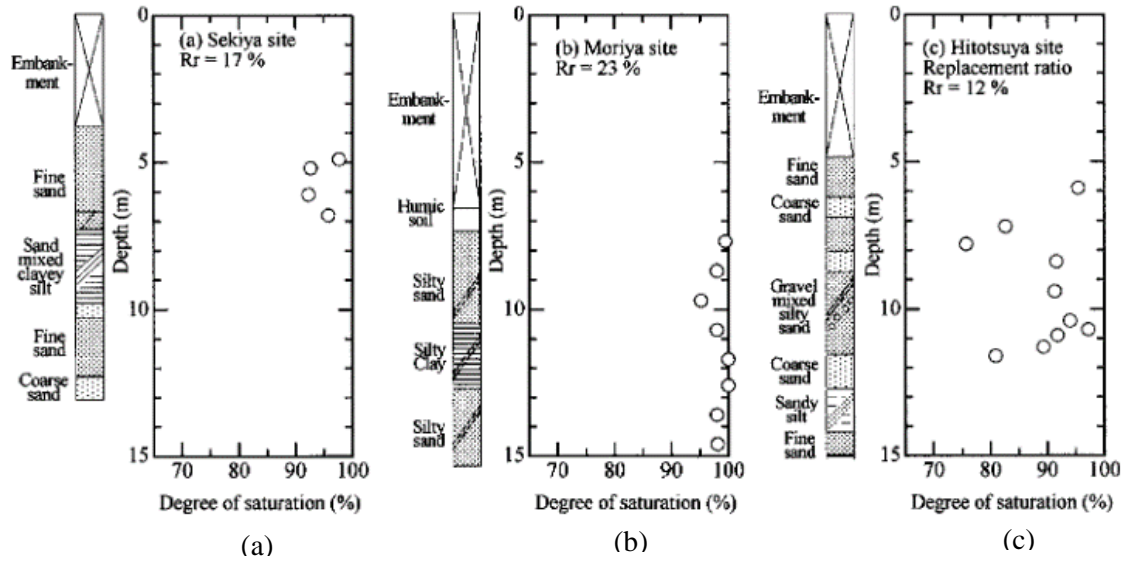 0
5
10
15
Depth (m)
70 80 90 100
Degree of saturation (%)
(a) Sekiya site
Rr = 17 %
Embank-
ment
Fine
sand
Sand
mixed
clayey
silt
Fine
sand
Coarse
sand
(a)
0
5
10
15
Depth (m)
70 80 90 100
Degree of saturation (%)
(b) Moriya site
Rr = 23 %
Embank-
ment
Humic
soil
Silty
sand
Silty
Clay
Silty
sand
(b)
0
5
10
15
Depth (m)
70 80 90 100
Degree of saturation (%)
(c) Hitotsuya site
Replacement ratio
Rr = 12 %
Embank-
ment
Fine
sand
Coarse
sand
Gravel
mixed
silty
sand
Coarse
sand
Sandy
silt
Fine
sand
(c)